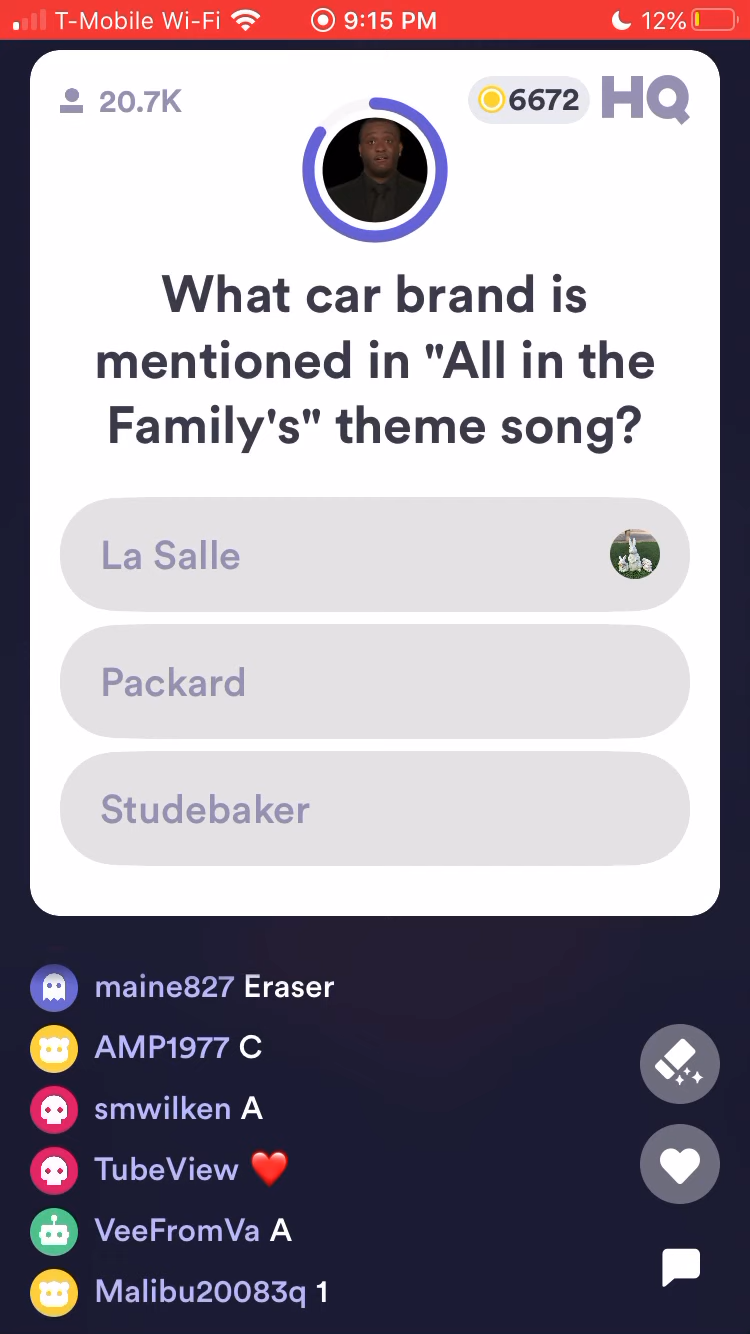 T-Mobile Wi-Fi 9:15 PM 12%
20.7K 6672 HQ
What car brand is
mentioned in "All in the
Family's" theme song?
La Salle
Packard
Studebaker
maine827 Eraser
AMP1977 C
smwilken A
TubeView ❤️
VeeFromVa A
Malibu20083q 1